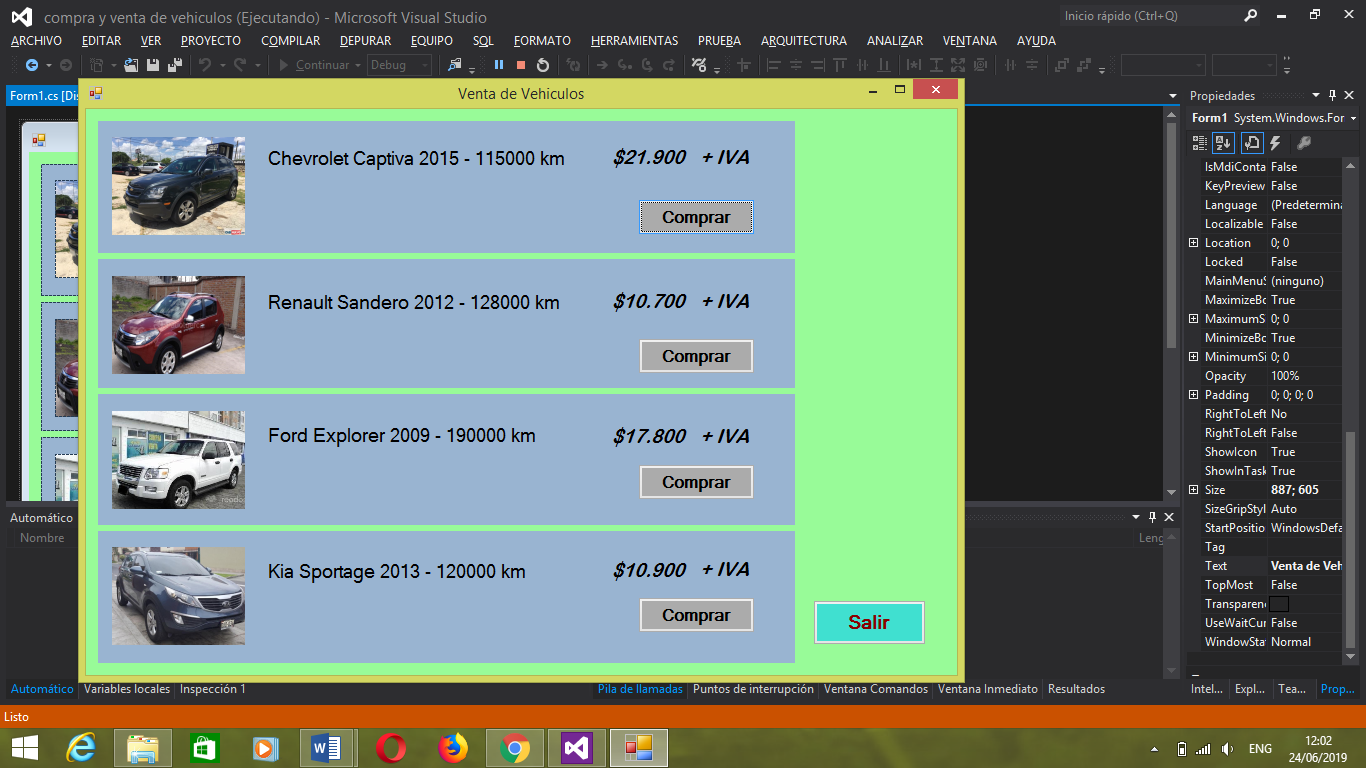 compra y venta de vehiculos (Ejecutando) - Microsoft Visual Studio
Inicio rápido (Ctrl+Q)
ARCHIVO EDITAR VER PROYECTO COMPILAR DEPURAR EQUIPO SQL FORMATO HERRAMIENTAS PRUEBA ARQUITECTURA ANALIZAR VENTANA AYUDA
Continuar Debug
Form1.cs [Dis
Venta de Vehiculos
Chevrolet Captiva 2015 - 115000 km
$21.900 + IVA
Comprar
Renault Sandero 2012 - 128000 km
$10.700 + IVA
Comprar
Ford Explorer 2009 - 190000 km
$17.800 + IVA
Comprar
Kia Sportage 2013 - 120000 km
$10.900 + IVA
Comprar
Salir
Propiedades
Form1 System.Windows.For
IsMdiConta False
KeyPreview False
Language (Predetermina
Localizable False
Location 0; 0
Locked False
MainMenuS (ninguno)
MaximizeBo True
MaximumS 0; 0
MinimizeBo True
MinimumSi 0; 0
Opacity 100%
Padding 0; 0; 0; 0
RightToLeft No
RightToLeft False
ShowIcon True
ShowInTask True
Size 887; 605
SizeGripStyl Auto
StartPositio WindowsDefa
Tag
Text Venta de Veh
TopMost False
Transparen
UseWaitCur False
WindowStat Normal
Automático
Nombre
Leng
Automático Variables locales Inspección 1
Pila de llamadas Puntos de interrupción Ventana Comandos Ventana Inmediato Resultados
Intel... Expl... Tea... Prop...
Listo
ENG
12:02
24/06/2019